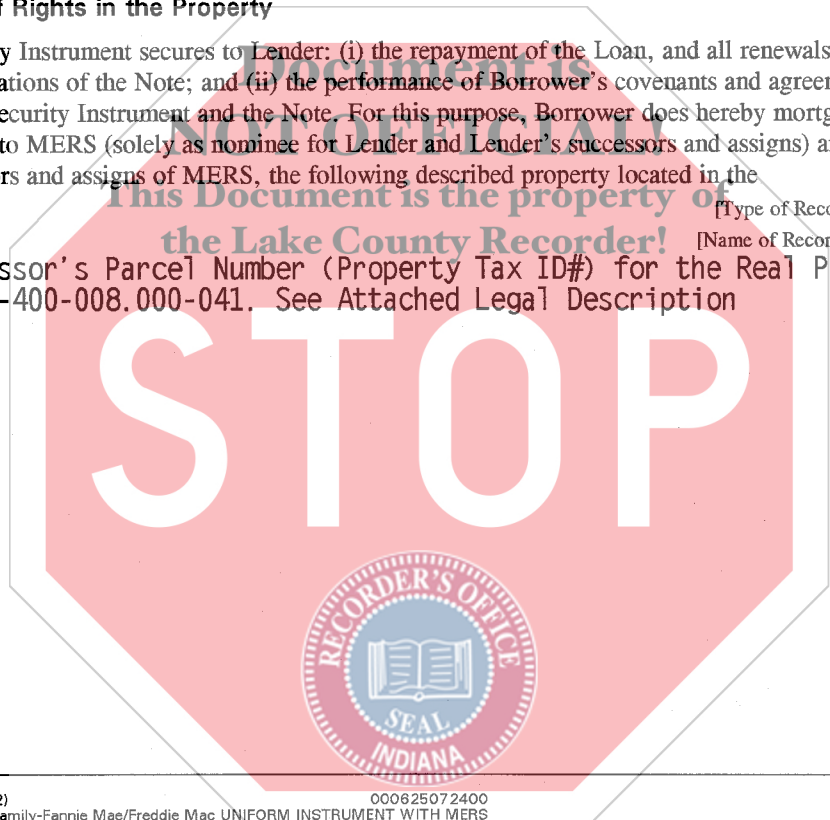 f Rights in the Property
y Instrument secures to Lender: (i) the repayment of the Loan, and all renewals
ations of the Note; and (ii) the performance of Borrower's covenants and agreen
ecurity Instrument and the Note. For this purpose, Borrower does hereby mortg
to MERS (solely as nominee for Lender and Lender's successors and assigns) a
rs and assigns of MERS, the following described property located in the
[Type of Reco
[Name of Recor
Document is
NOT OFFICIAL!
This Document is the property of
the Lake County Recorder!
ssor's Parcel Number (Property Tax ID#) for the Real P
-400-008.000-041. See Attached Legal Description
STOP
RECORDER'S OFFICE
SEAL
INDIANA
2)
000625072400
amily-Fannie Mae/Freddie Mac UNIFORM INSTRUMENT WITH MERS